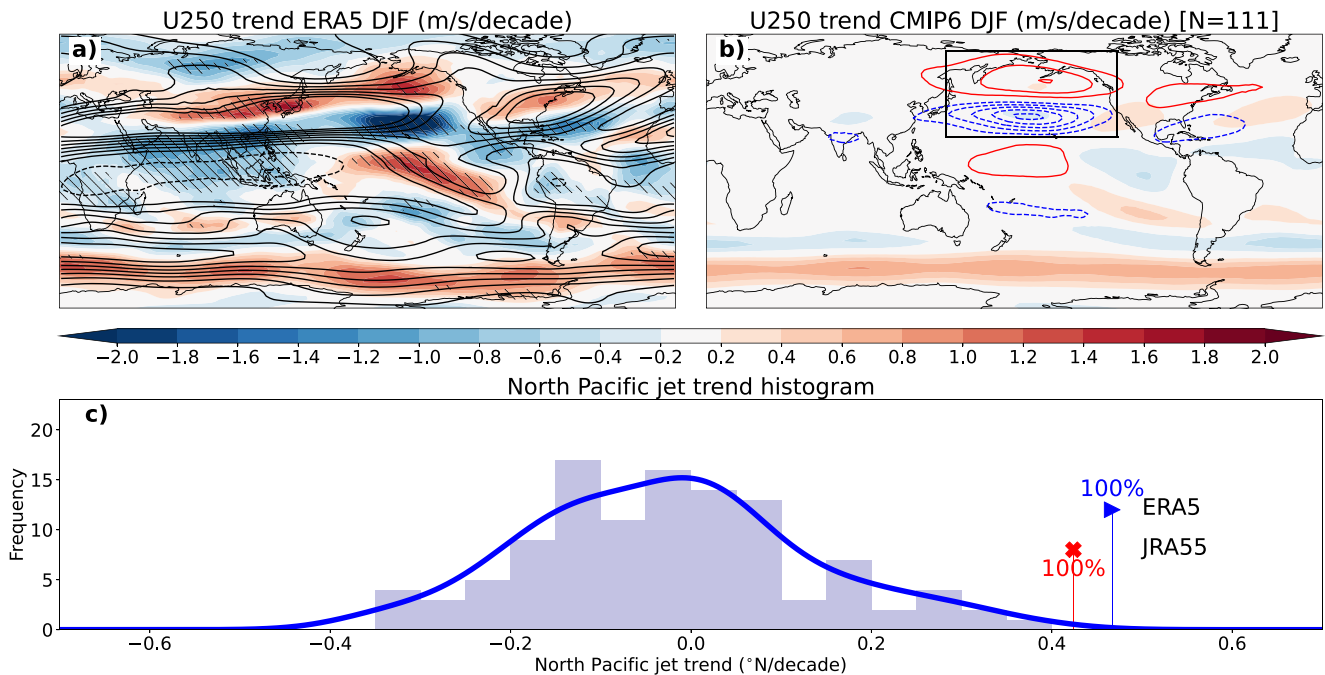 U250 trend ERA5 DJF (m/s/decade)
U250 trend CMIP6 DJF (m/s/decade) [N=111]
a)
b)
−2.0 −1.8 −1.6 −1.4 −1.2 −1.0 −0.8 −0.6 −0.4 −0.2 0.2 0.4 0.6 0.8 1.0 1.2 1.4 1.6 1.8 2.0
North Pacific jet trend histogram
c)
20
15
10
5
0
Frequency
100%
ERA5
JRA55
100%
−0.6 −0.4 −0.2 0.0 0.2 0.4 0.6
North Pacific jet trend (°N/decade)